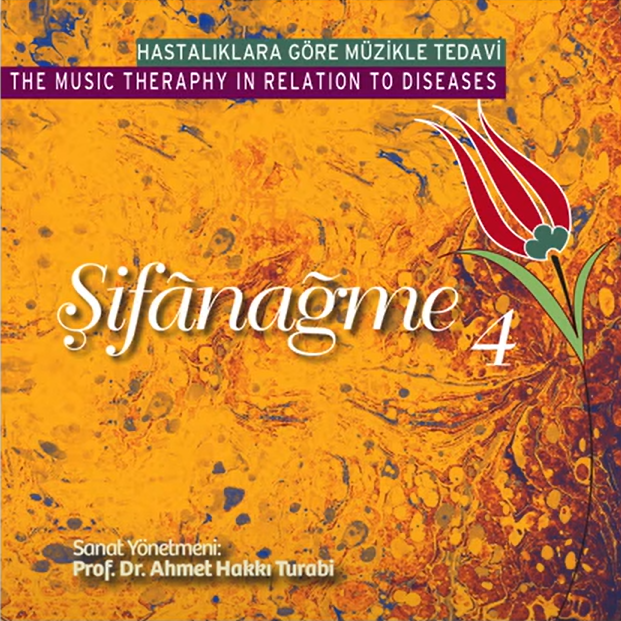 HASTALIKLARA GÖRE MÜZİKLE TEDAVİ
THE MUSIC THERAPHY IN RELATION TO DISEASES
Şifânağme 4
Sanat Yönetmeni:
Prof. Dr. Ahmet Hakkı Turabi